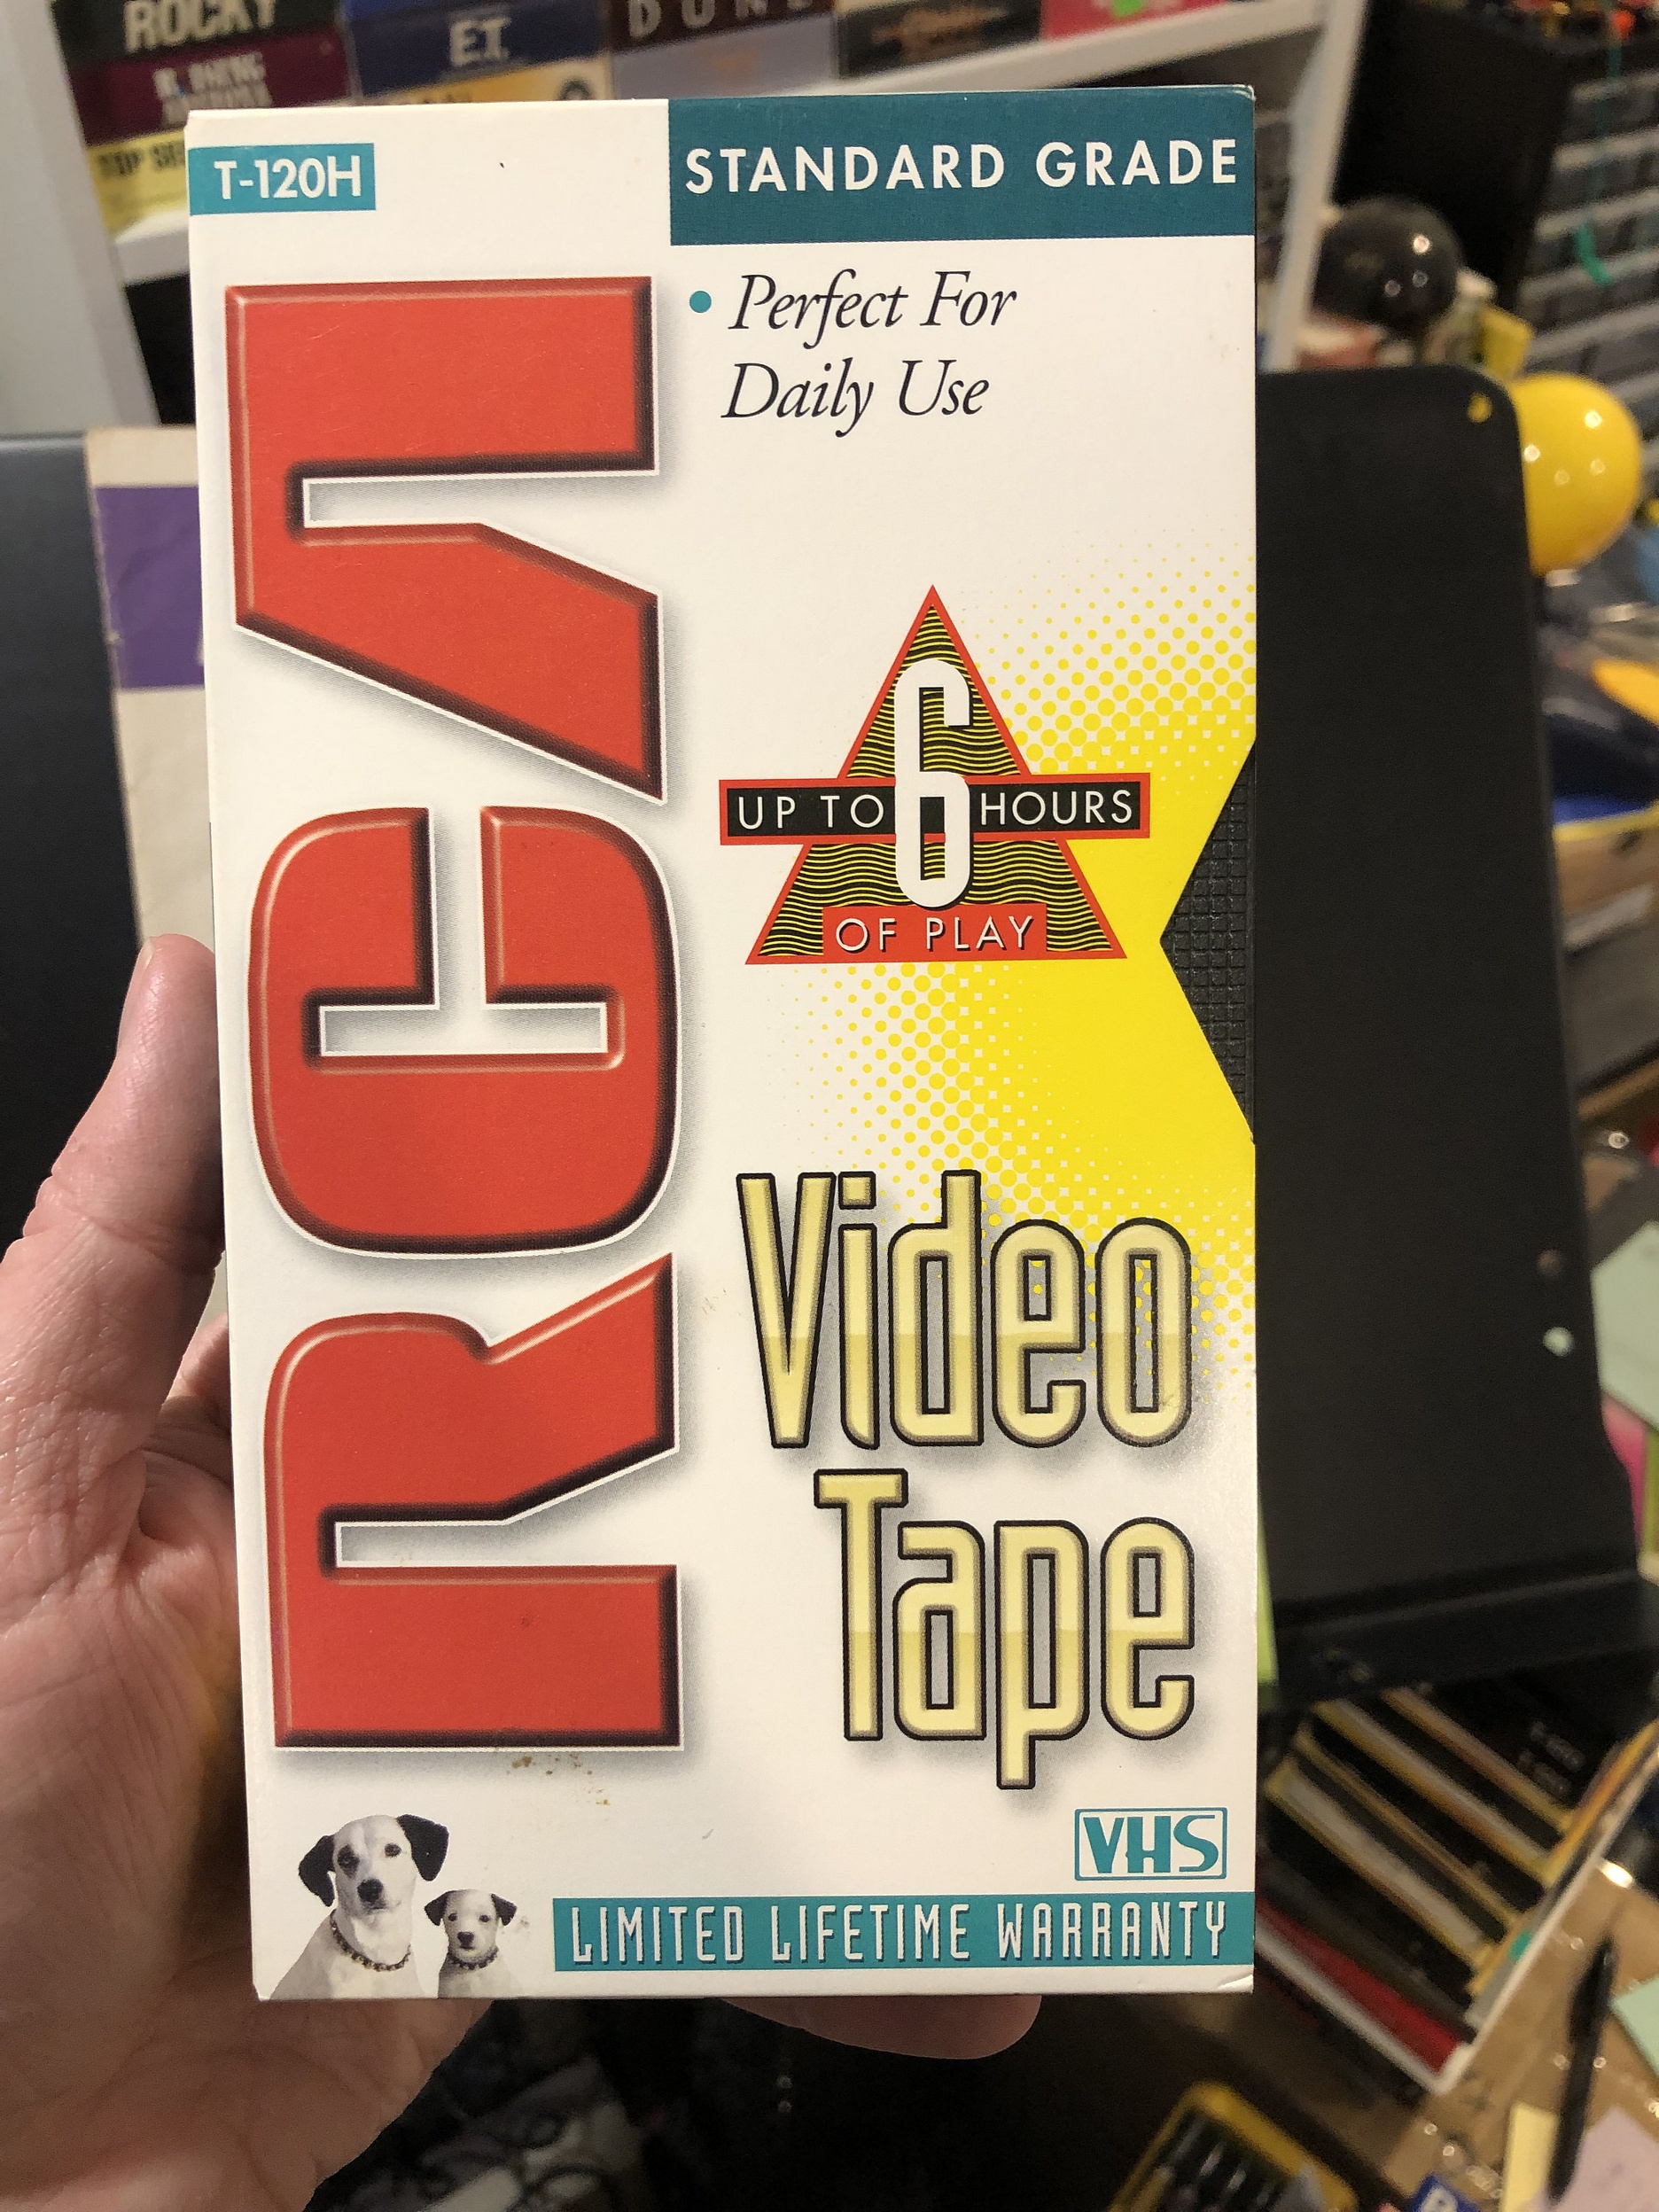 ROCKY
E.T.
DUNE
T-120H
STANDARD GRADE
• Perfect For
Daily Use
RCA
UP TO 6 HOURS
OF PLAY
Video
Tape
VHS
LIMITED LIFETIME WARRANTY